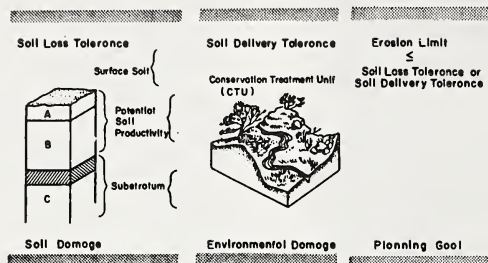 Soil Loss Tolerance
Surface Soil
A
B
C
Potential
Soil
Productivity
Substratum
Soil Damage
Soil Delivery Tolerance
Conservation Treatment Unit
(CTU)
Environmental Damage
Erosion Limit
≤
Soil Loss Tolerance or
Soil Delivery Tolerance
Planning Goal